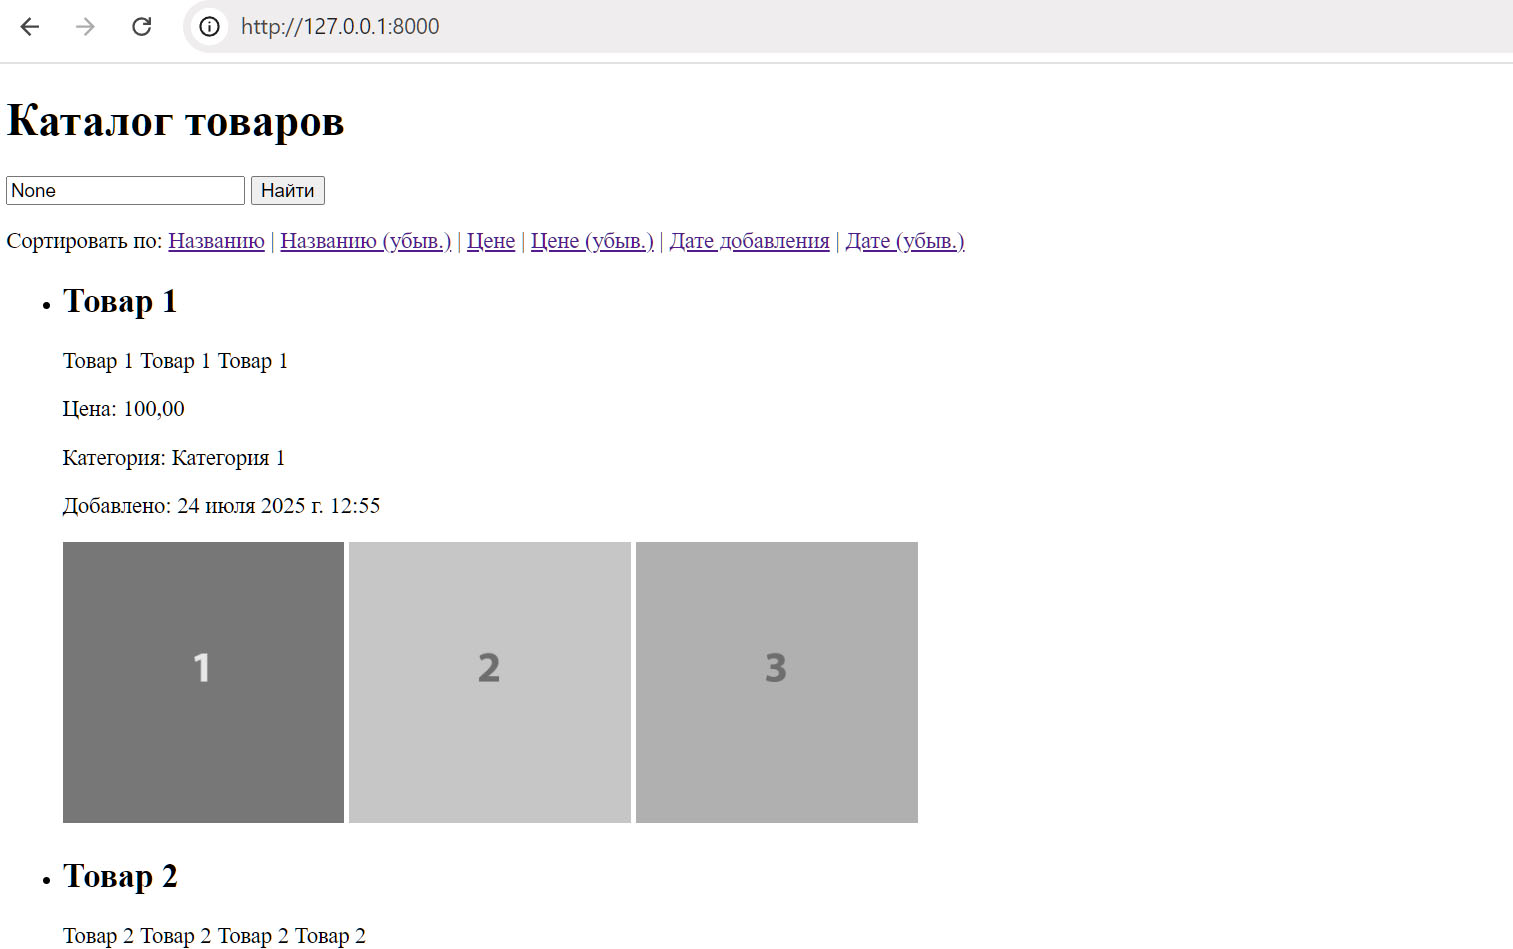 http://127.0.0.1:8000
Каталог товаров
None Найти
Сортировать по: Названию | Названию (убыв.) | Цене | Цене (убыв.) | Дате добавления | Дате (убыв.)
Товар 1
Товар 1 Товар 1 Товар 1
Цена: 100,00
Категория: Категория 1
Добавлено: 24 июля 2025 г. 12:55
1 2 3
Товар 2
Товар 2 Товар 2 Товар 2 Товар 2